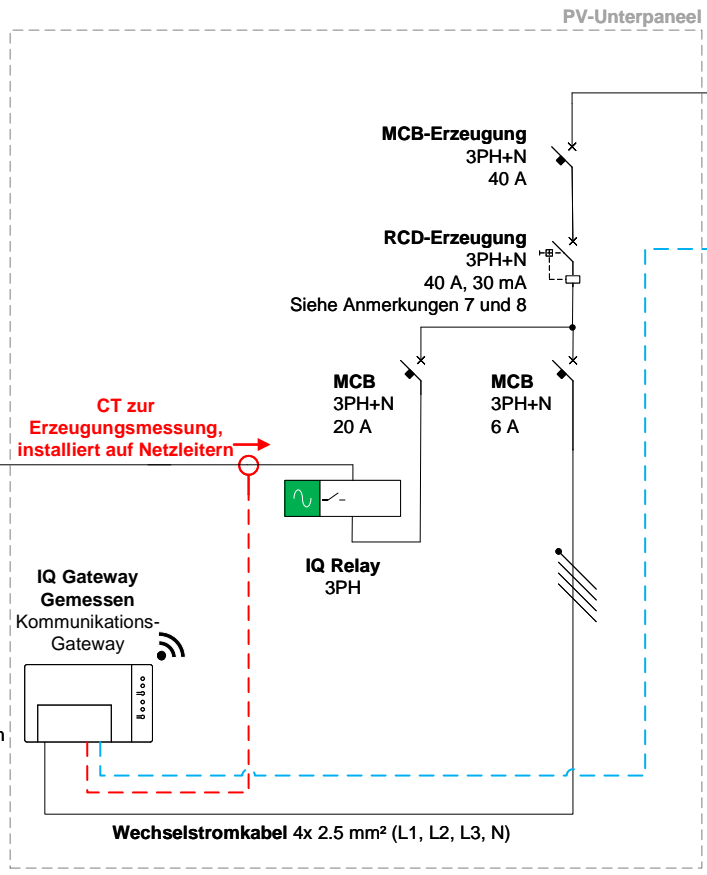 PV-Unterpaneel
MCB-Erzeugung
3PH+N
40 A
RCD-Erzeugung
3PH+N
40 A, 30 mA
Siehe Anmerkungen 7 und 8
MCB
3PH+N
20 A
MCB
3PH+N
6 A
CT zur
Erzeugungsmessung,
installiert auf Netzleitern
IQ Relay
3PH
IQ Gateway
Gemessen
Kommunikations-
Gateway
n
Wechselstromkabel 4x 2.5 mm² (L1, L2, L3, N)